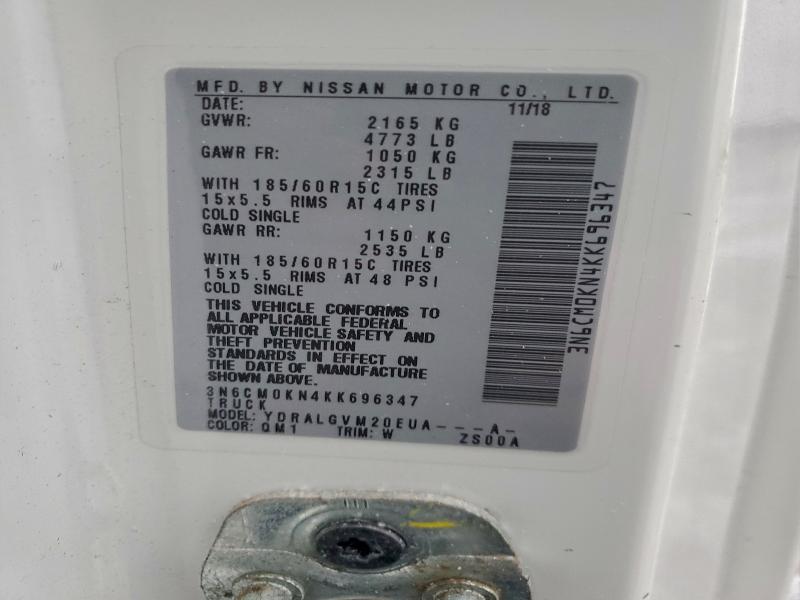 MFD. BY NISSAN MOTOR CO., LTD.
DATE: 11/18
GVWR: 2165 KG
4773 LB
GAWR FR: 1050 KG
2315 LB
WITH 185/60R15C TIRES
15x5.5 RIMS AT 44PSI
COLD SINGLE
GAWR RR: 1150 KG
2535 LB
WITH 185/60R15C TIRES
15x5.5 RIMS AT 48 PSI
COLD SINGLE
THIS VEHICLE CONFORMS TO
ALL APPLICABLE FEDERAL
MOTOR VEHICLE SAFETY AND
THEFT PREVENTION
STANDARDS IN EFFECT ON
THE DATE OF MANUFACTURE
SHOWN ABOVE.
3N6CM0KN4KK696347
TRUCK
MODEL: YDRALGVM20EUA---A-
COLOR: QM1 TRIM: W ZS00A
3N6CM0KN4KK696347